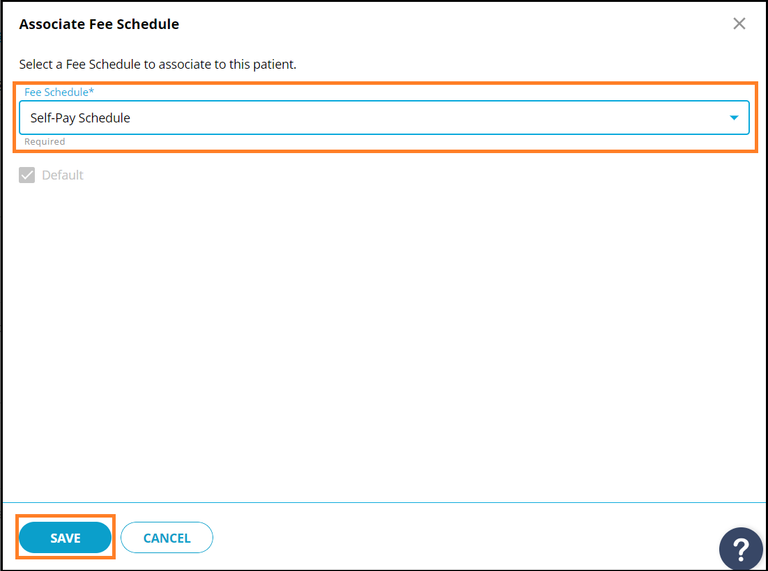 Associate Fee Schedule
Select a Fee Schedule to associate to this patient.
Fee Schedule*
Self-Pay Schedule
Required
Default
SAVE
CANCEL
?